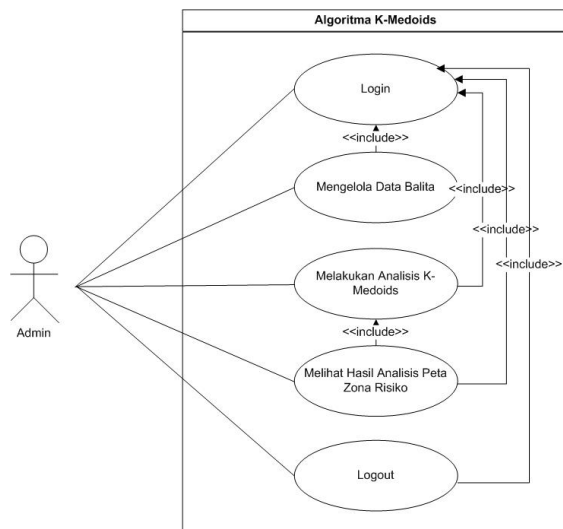 Algoritma K-Medoids
Login
<<include>>
Mengelola Data Balita
<<include>>
<<include>>
<<include>>
Melakukan Analisis K-
Medoids
<<include>>
Melihat Hasil Analisis Peta
Zona Risiko
Logout
Admin